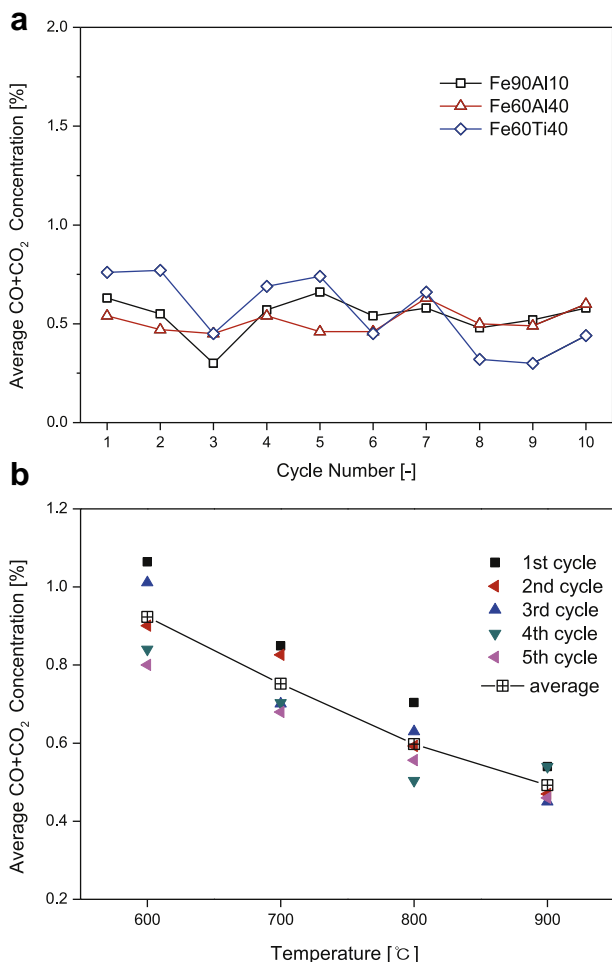 a
2.0
1.5
1.0
0.5
0.0
Average CO+CO₂ Concentration [%]
Fe90Al10
Fe60Al40
Fe60Ti40
1 2 3 4 5 6 7 8 9 10
Cycle Number [-]
b
1.2
1.0
0.8
0.6
0.4
0.2
Average CO+CO₂ Concentration [%]
1st cycle
2nd cycle
3rd cycle
4th cycle
5th cycle
average
600 700 800 900
Temperature [℃]